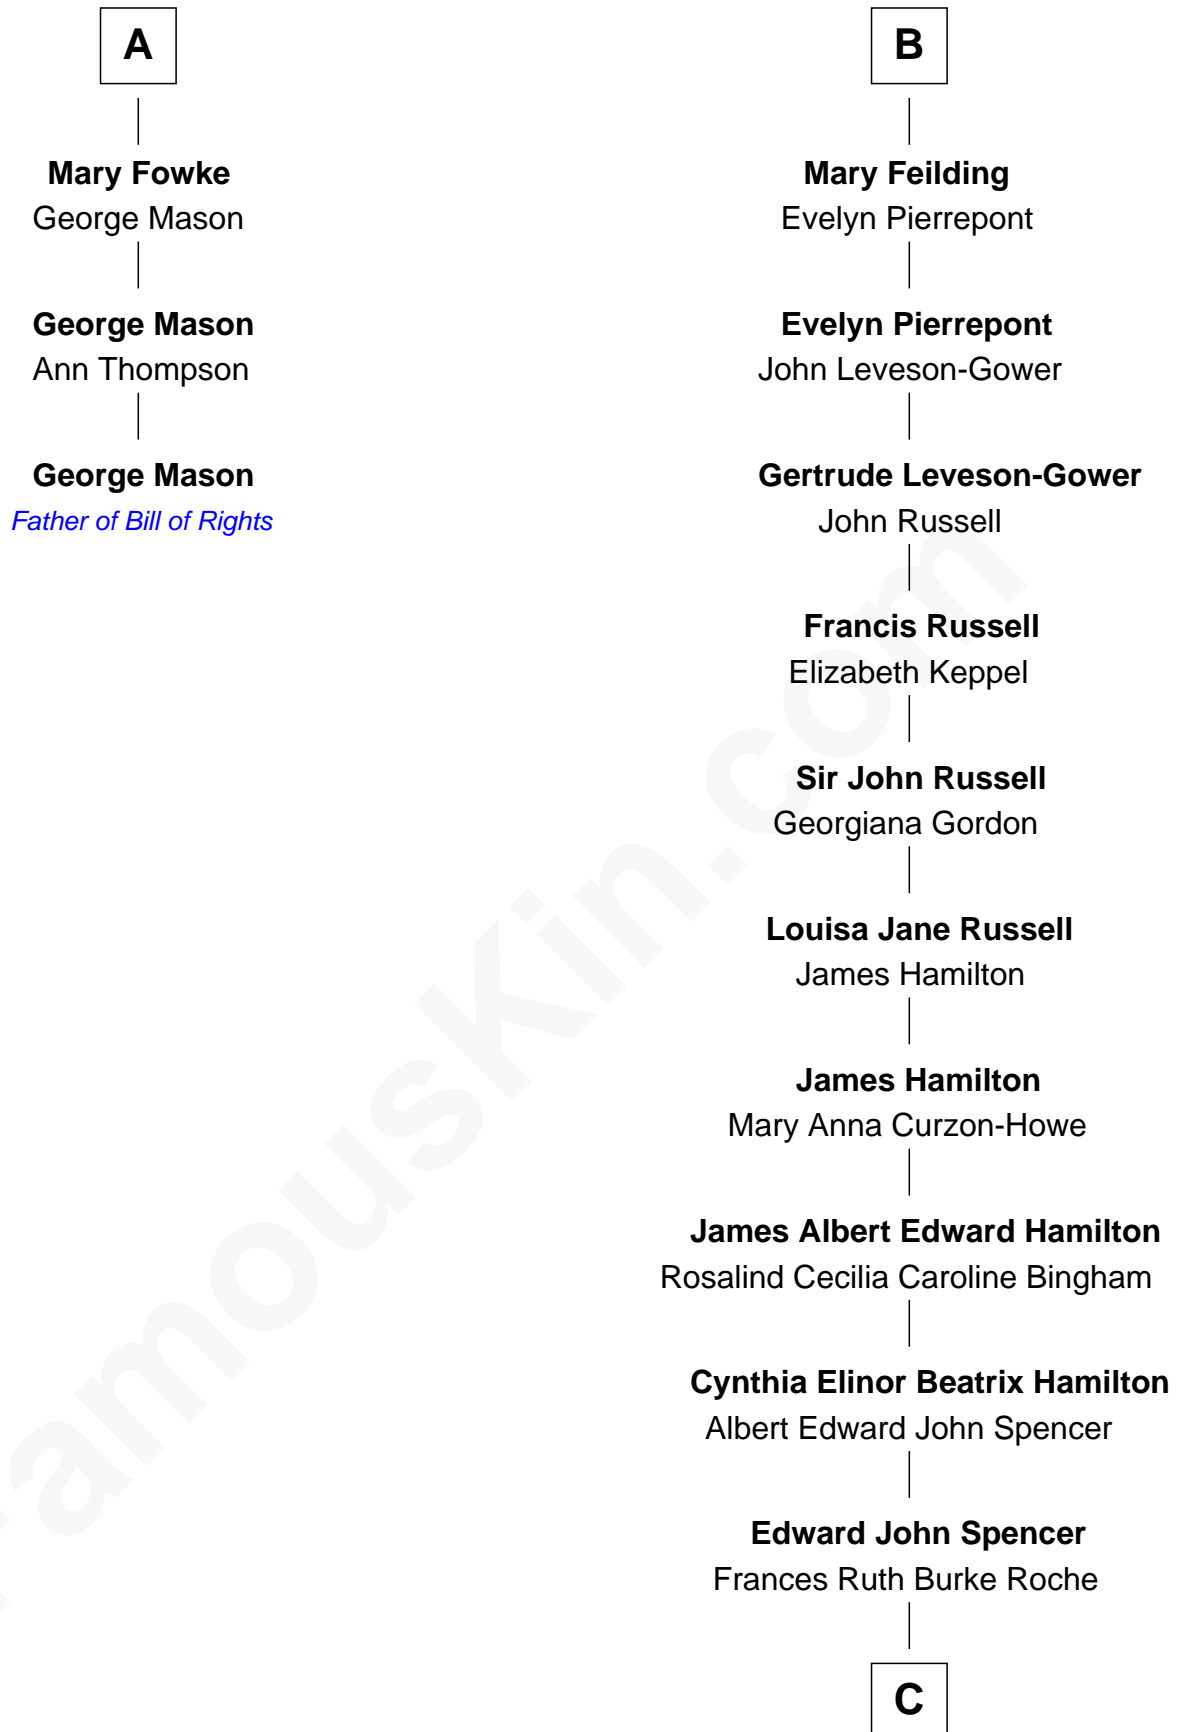 A
Mary Fowke
George Mason
George Mason
Ann Thompson
George Mason
Father of Bill of Rights
B
Mary Feilding
Evelyn Pierrepont
Evelyn Pierrepont
John Leveson-Gower
Gertrude Leveson-Gower
John Russell
Francis Russell
Elizabeth Keppel
Sir John Russell
Georgiana Gordon
Louisa Jane Russell
James Hamilton
James Hamilton
Mary Anna Curzon-Howe
James Albert Edward Hamilton
Rosalind Cecilia Caroline Bingham
Cynthia Elinor Beatrix Hamilton
Albert Edward John Spencer
Edward John Spencer
Frances Ruth Burke Roche
C
FamousKin.com